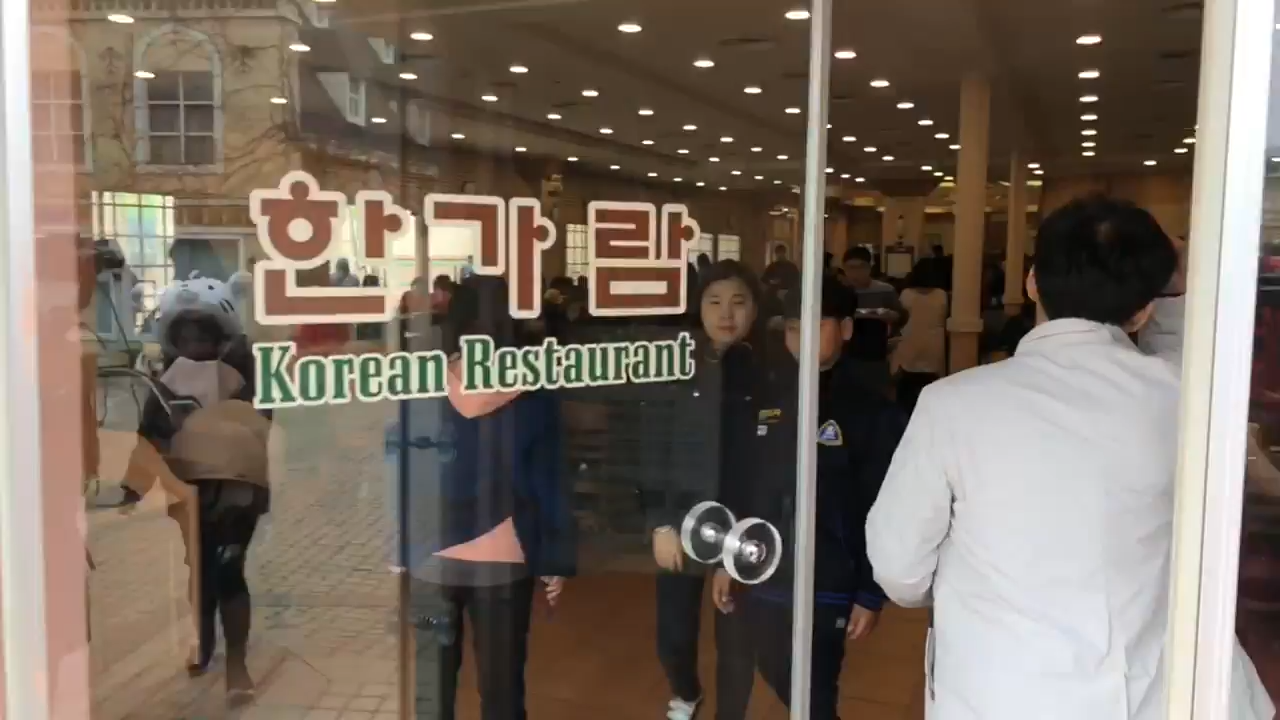 한가람
Korean Restaurant